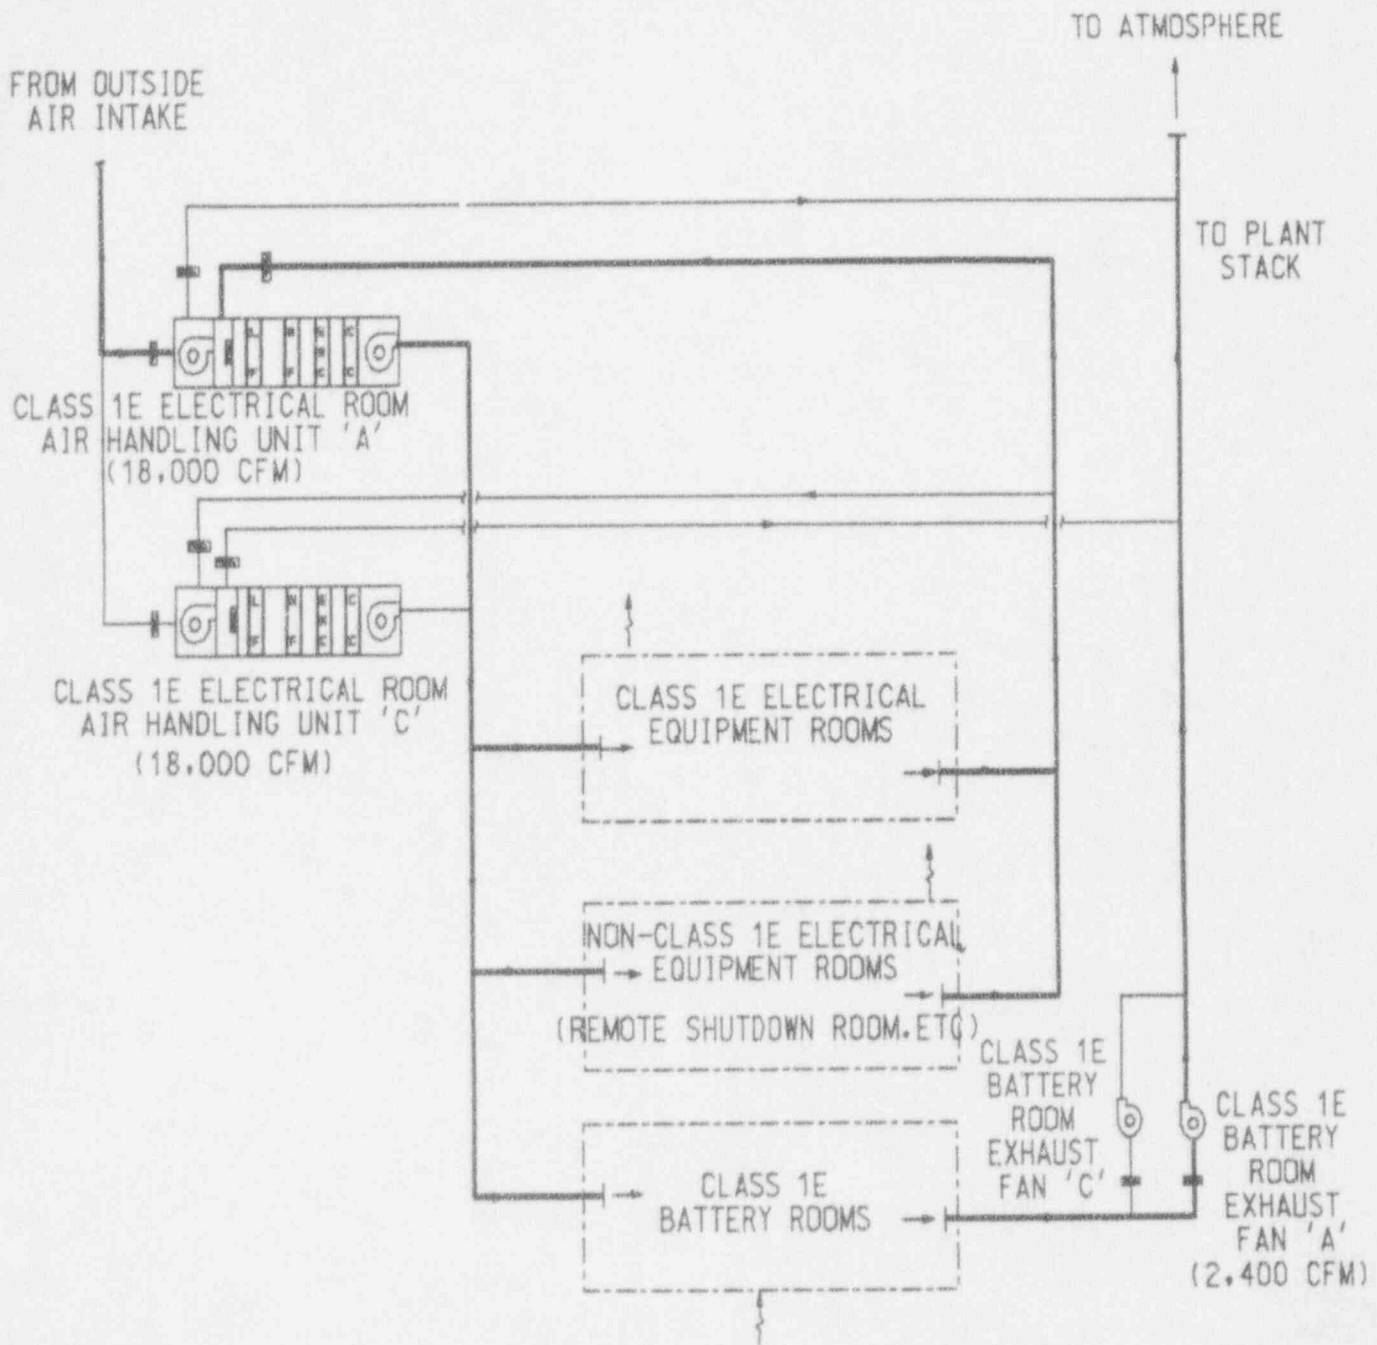 TO ATMOSPHERE
FROM OUTSIDE
AIR INTAKE
TO PLANT
STACK
CLASS 1E ELECTRICAL ROOM
AIR HANDLING UNIT 'A'
(18,000 CFM)
CLASS 1E ELECTRICAL ROOM
AIR HANDLING UNIT 'C'
(18,000 CFM)
CLASS 1E ELECTRICAL
EQUIPMENT ROOMS
NON-CLASS 1E ELECTRICAL
EQUIPMENT ROOMS
(REMOTE SHUTDOWN ROOM.ETC)
CLASS 1E
BATTERY
ROOM
EXHAUST
FAN 'C'
CLASS 1E
BATTERY
ROOM
EXHAUST
FAN 'A'
(2,400 CFM)
CLASS 1E
BATTERY ROOMS